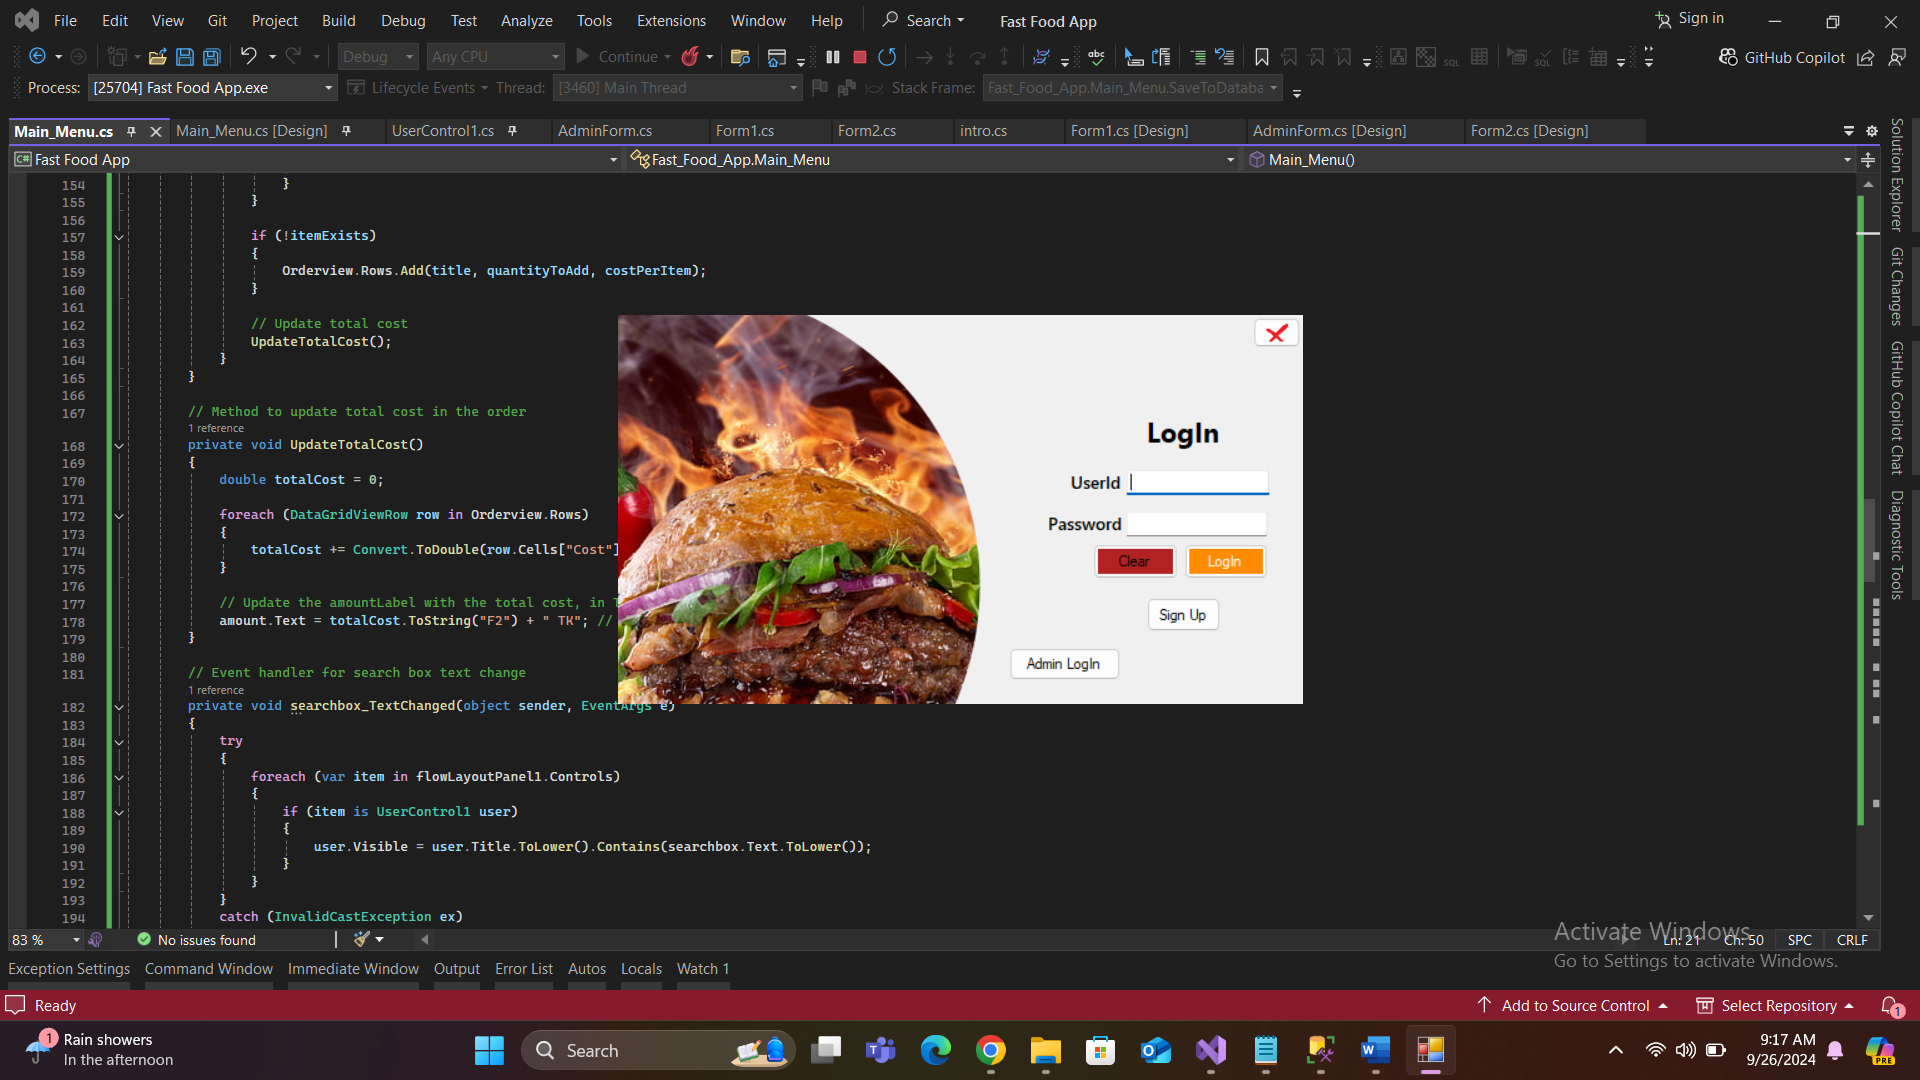 File Edit View Git Project Build Debug Test Analyze Tools Extensions Window Help Search Fast Food App Sign in
Debug Any CPU Continue GitHub Copilot
Process: [25704] Fast Food App.exe Lifecycle Events Thread: [3460] Main Thread Stack Frame: Fast_Food_App.Main_Menu.SaveToDataba
Main_Menu.cs Main_Menu.cs [Design] UserControl1.cs AdminForm.cs Form1.cs Form2.cs intro.cs Form1.cs [Design] AdminForm.cs [Design] Form2.cs [Design]
Fast Food App Fast_Food_App.Main_Menu Main_Menu()
154 }
155 }
156
157 if (!itemExists)
158 {
159 Orderview.Rows.Add(title, quantityToAdd, costPerItem);
160 }
161
162 // Update total cost
163 UpdateTotalCost();
164 }
165 }
166
167 // Method to update total cost in the order
1 reference
168 private void UpdateTotalCost()
169 {
170 double totalCost = 0;
171
172 foreach (DataGridViewRow row in Orderview.Rows)
173 {
174 totalCost += Convert.ToDouble(row.Cells["Cost"]
175 }
176
177 // Update the amountLabel with the total cost, in
178 amount.Text = totalCost.ToString("F2") + " TK"; //
179 }
180
181 // Event handler for search box text change
1 reference
182 private void searchbox_TextChanged(object sender, EventArgs e)
183 {
184 try
185 {
186 foreach (var item in flowLayoutPanel1.Controls)
187 {
188 if (item is UserControl1 user)
189 {
190 user.Visible = user.Title.ToLower().Contains(searchbox.Text.ToLower());
191 }
192 }
193 }
194 catch (InvalidCastException ex)
LogIn
UserId
Password
Clear LogIn
Sign Up
Admin LogIn
Solution Explorer
Git Changes
GitHub Copilot Chat
Diagnostic Tools
83 % No issues found Ln: 21 Ch: 50 SPC CRLF
Activate Windows
Go to Settings to activate Windows.
Exception Settings Command Window Immediate Window Output Error List Autos Locals Watch 1
Ready Add to Source Control Select Repository 1
1 Rain showers
In the afternoon
Search
9:17 AM
9/26/2024
PRE